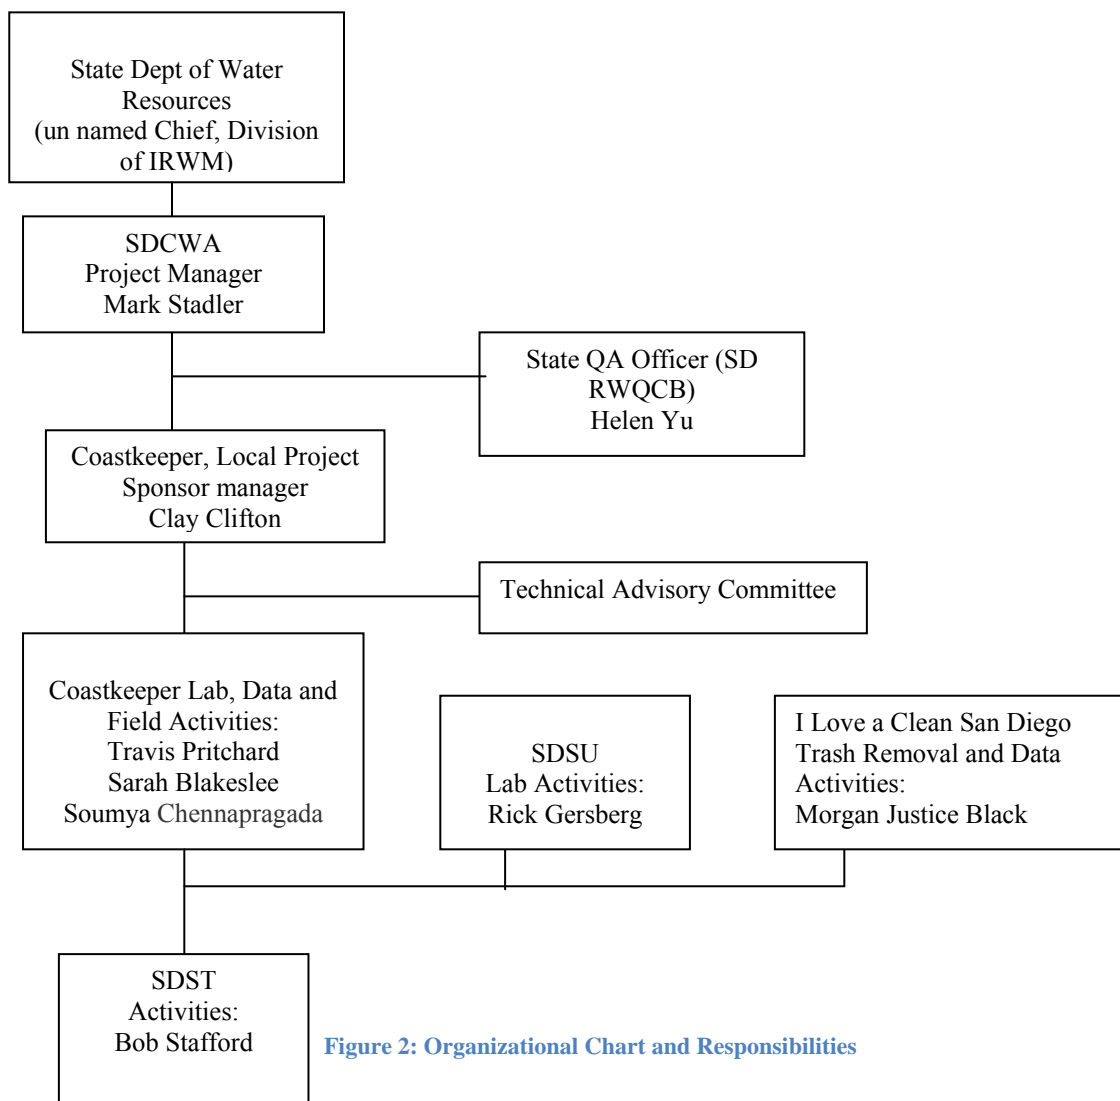 State Dept of Water
Resources
(un named Chief, Division
of IRWM)
SDCWA
Project Manager
Mark Stadler
State QA Officer (SD
RWQCB)
Helen Yu
Coastkeeper, Local Project
Sponsor manager
Clay Clifton
Technical Advisory Committee
Coastkeeper Lab, Data and
Field Activities:
Travis Pritchard
Sarah Blakeslee
Soumya Chennapragada
SDSU
Lab Activities:
Rick Gersberg
I Love a Clean San Diego
Trash Removal and Data
Activities:
Morgan Justice Black
SDST
Activities:
Bob Stafford
Figure 2: Organizational Chart and Responsibilities